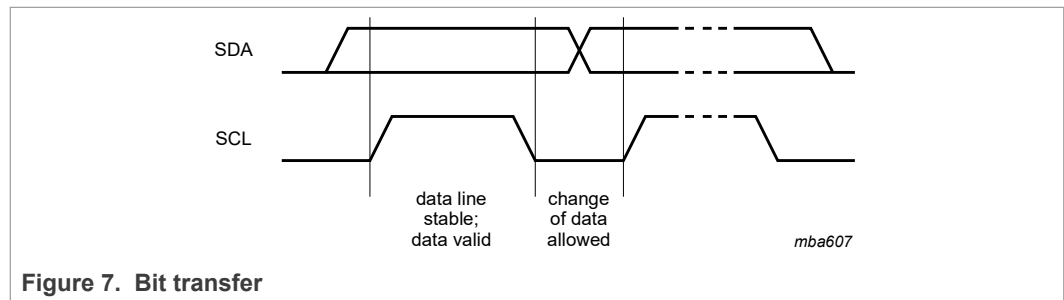 SDA
SCL
data line
stable;
data valid
change
of data
allowed
mba607
Figure 7. Bit transfer